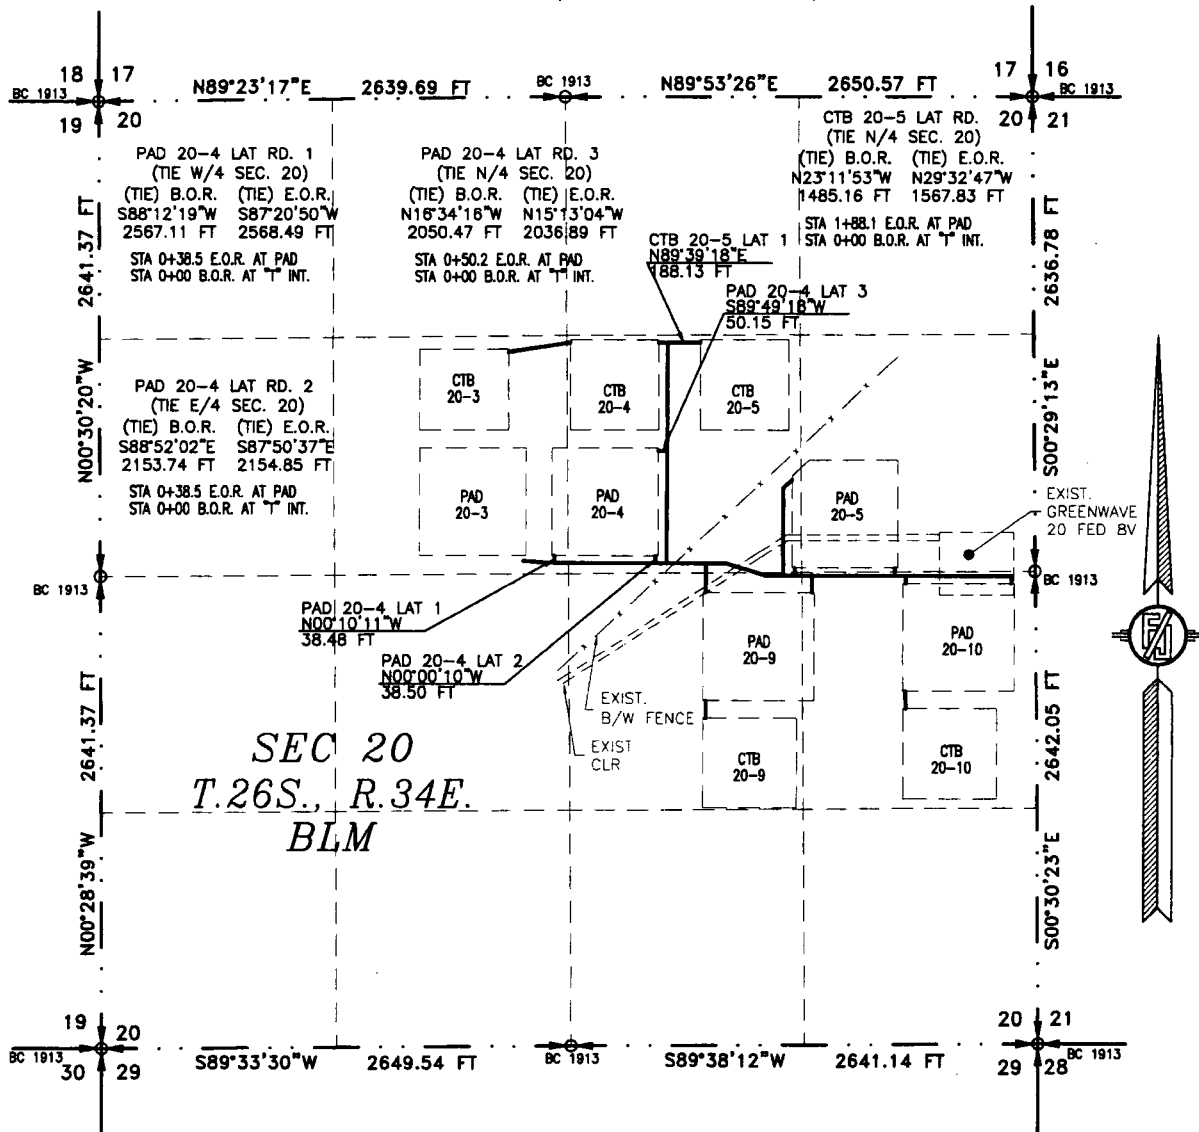 18 17
BC 1913
19 20
N89°23'17"E 2639.69 FT
BC 1913
N89°53'26"E 2650.57 FT
17 16
BC 1913
20 21
PAD 20-4 LAT RD. 1
(TIE W/4 SEC. 20)
(TIE) B.O.R. (TIE) E.O.R.
S88°12'19"W S87°20'50"W
2567.11 FT 2568.49 FT
STA 0+38.5 E.O.R. AT PAD
STA 0+00 B.O.R. AT "T" INT.
PAD 20-4 LAT RD. 3
(TIE N/4 SEC. 20)
(TIE) B.O.R. (TIE) E.O.R.
N16°34'16"W N15°13'04"W
2050.47 FT 2036.89 FT
STA 0+50.2 E.O.R. AT PAD
STA 0+00 B.O.R. AT "T" INT.
CTB 20-5 LAT RD.
(TIE N/4 SEC. 20)
(TIE) B.O.R. (TIE) E.O.R.
N23°11'53"W N29°32'47"W
1485.16 FT 1567.83 FT
STA 1+88.1 E.O.R. AT PAD
STA 0+00 B.O.R. AT "T" INT.
CTB 20-5 LAT 1
N89°39'18"E
188.13 FT
PAD 20-4 LAT 3
S89°49'18"W
50.15 FT
N00°30'20"W 2641.37 FT
S00°29'13"E 2636.78 FT
PAD 20-4 LAT RD. 2
(TIE E/4 SEC. 20)
(TIE) B.O.R. (TIE) E.O.R.
S88°52'02"E S87°50'37"E
2153.74 FT 2154.85 FT
STA 0+38.5 E.O.R. AT PAD
STA 0+00 B.O.R. AT "T" INT.
CTB
20-3
CTB
20-4
CTB
20-5
PAD
20-3
PAD
20-4
PAD
20-5
EXIST.
GREENWAVE
20 FED 8V
BC 1913
BC 1913
PAD 20-4 LAT 1
N00°10'11"W
38.48 FT
PAD 20-4 LAT 2
N00°00'10"W
38.50 FT
PAD
20-9
PAD
20-10
EXIST.
B/W FENCE
EXIST
CLR
CTB
20-9
CTB
20-10
SEC 20
T.26S., R.34E.
BLM
N00°28'39"W 2641.37 FT
S00°30'23"E 2642.05 FT
19 20
BC 1913
30 29
S89°33'30"W 2649.54 FT
BC 1913
S89°38'12"W 2641.14 FT
20 21
BC 1913
29 28